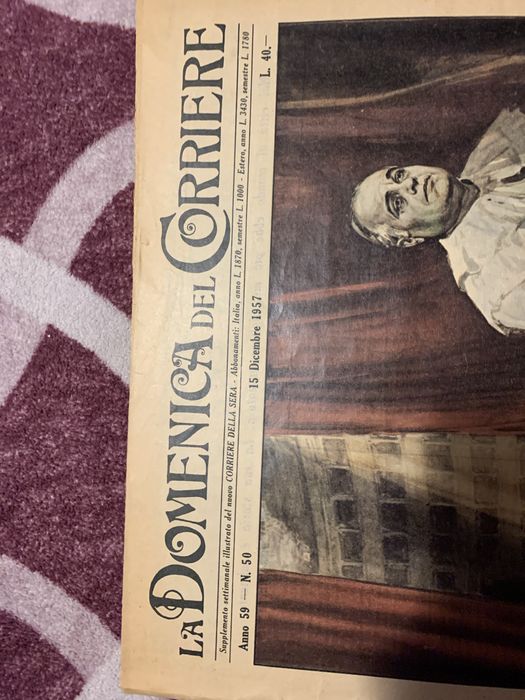 LA DOMENICA DEL CORRIERE
Supplemento settimanale illustrato del nuovo CORRIERE DELLA SERA - Abbonamenti: Italia, anno L. 1870, semestre L. 1000 - Estero, anno L. 3430, semestre L. 1780
Anno 59 — N. 50 15 Dicembre 1957 L. 40.—